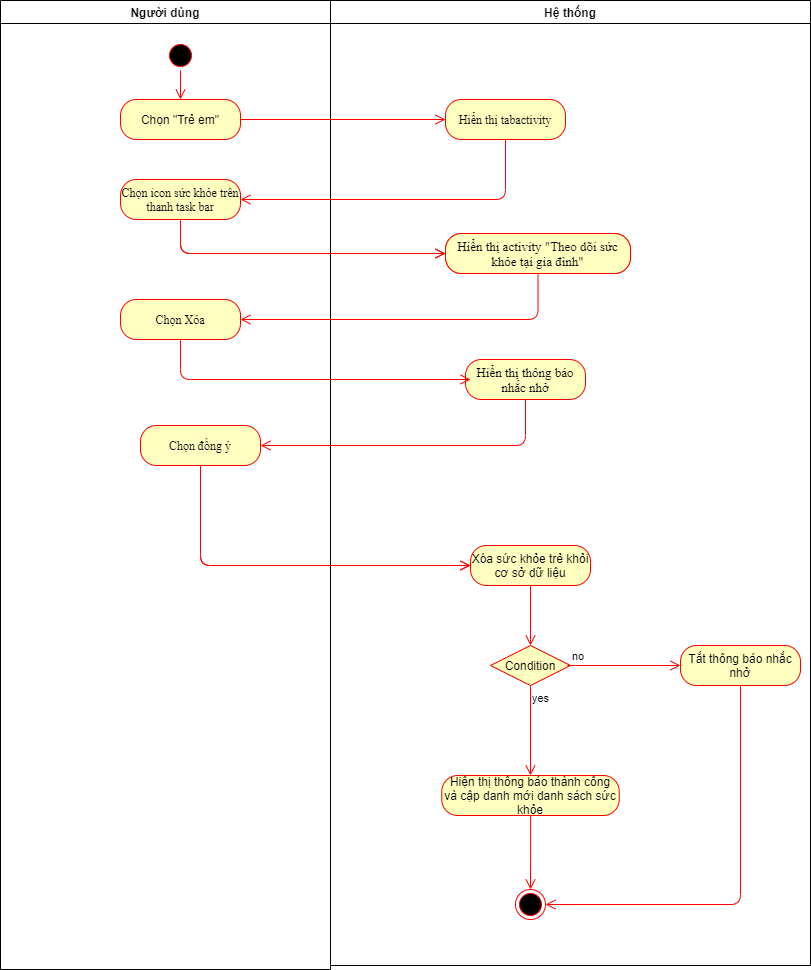 Người dùng
Hệ thống
Chọn "Trẻ em"
Hiển thị tabactivity
Chọn icon sức khỏe trên
thanh task bar
Hiển thị activity "Theo dõi sức
khỏe tại gia đình"
Chọn Xóa
Hiển thị thông báo
nhắc nhở
Chọn đồng ý
Xóa sức khỏe trẻ khỏi
cơ sở dữ liệu
Condition
no
Tắt thông báo nhắc
nhở
yes
Hiện thị thông báo thành công
và cập danh mới danh sách sức
khỏe